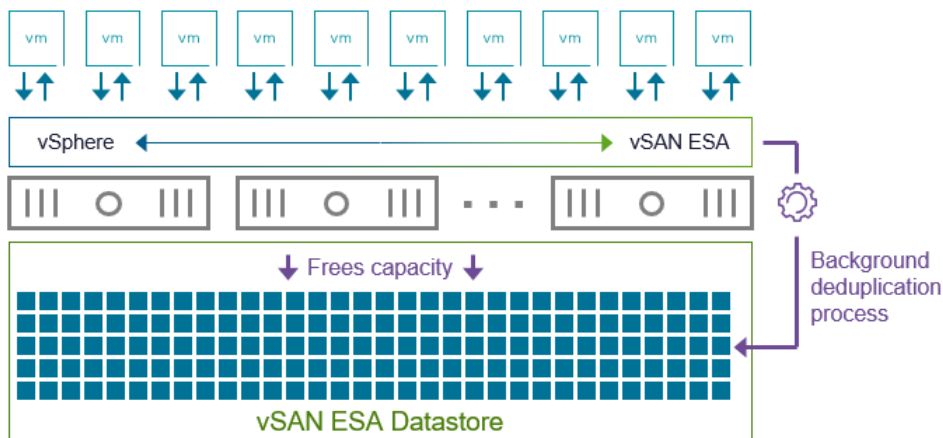 vm vm vm vm vm vm vm vm vm vm
vSphere vSAN ESA
Frees capacity
Background
deduplication
process
vSAN ESA Datastore